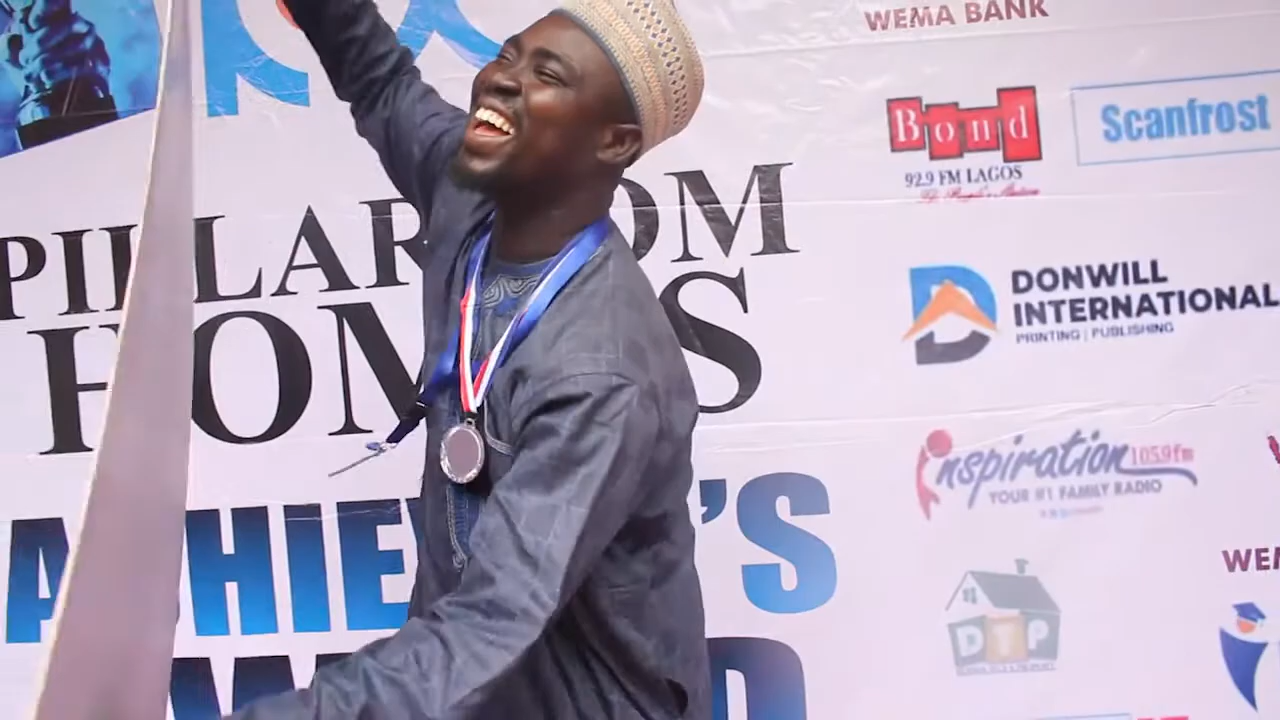 WEMA BANK
Bond
92.9 FM LAGOS
Scanfrost
PILLAR OM
HOM S
DONWILL
INTERNATIONAL
PRINTING | PUBLISHING
Inspiration 105.9fm
YOUR #1 FAMILY RADIO
ACHIE 'S
DTP
WEM